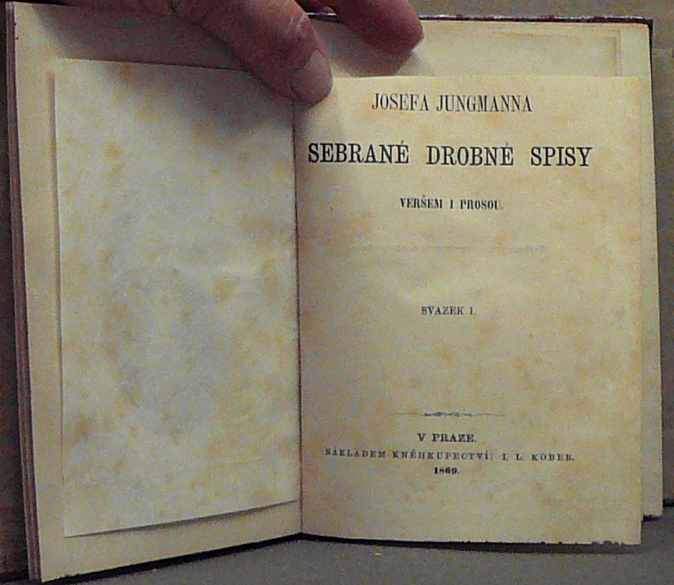 JOSEFA JUNGMANNA
SEBRANÉ DROBNÉ SPISY
VERŠEM I PROSOU.
SVAZEK I.
V PRAZE.
NÁKLADEM KNĚHKUPECTVÍ: I. L. KOBER.
1869.